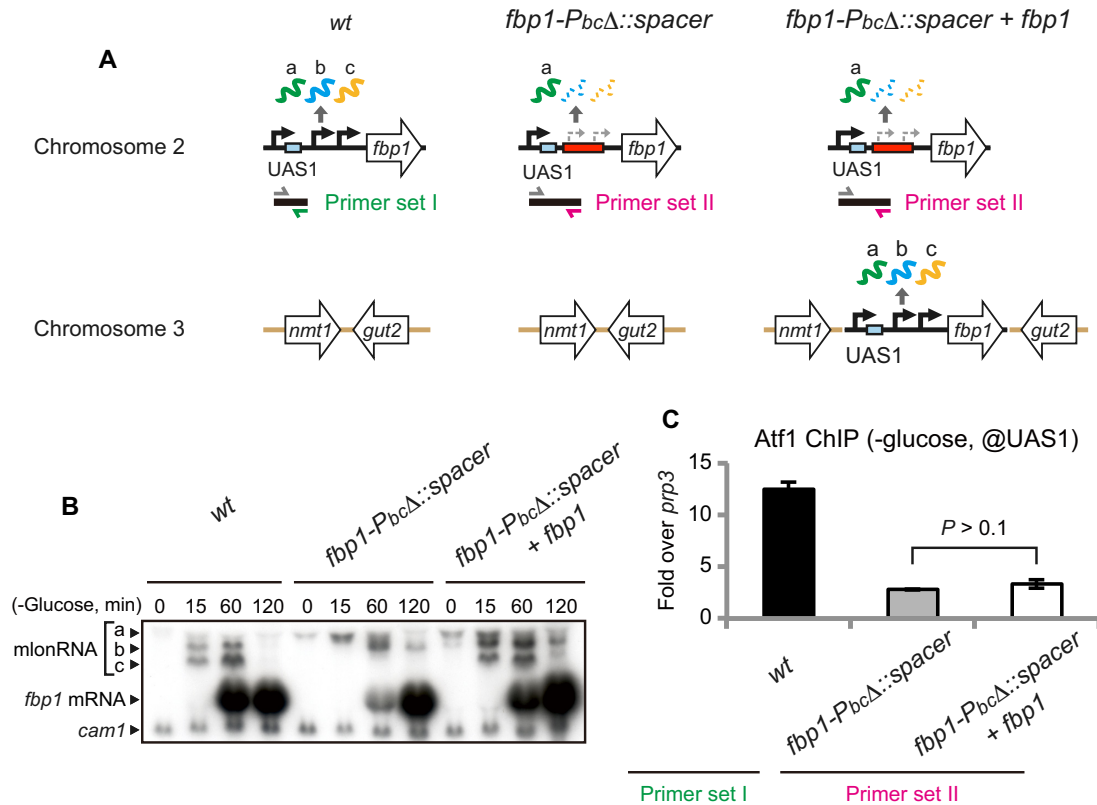 wt
fbp1-PbcΔ::spacer
fbp1-PbcΔ::spacer + fbp1
A
a b c
a
a
Chromosome 2
fbp1
fbp1
fbp1
UAS1
UAS1
UAS1
Primer set I
Primer set II
Primer set II
a b c
Chromosome 3
nmt1 gut2
nmt1 gut2
nmt1 fbp1 gut2
UAS1
B
wt
fbp1-PbcΔ::spacer
fbp1-PbcΔ::spacer
+ fbp1
(-Glucose, min) 0 15 60 120 0 15 60 120 0 15 60 120
mlonRNA
a
b
c
fbp1 mRNA
cam1
C
Atf1 ChIP (-glucose, @UAS1)
Fold over prp3
15
10
5
0
P > 0.1
wt
fbp1-PbcΔ::spacer
fbp1-PbcΔ::spacer
+ fbp1
Primer set I
Primer set II